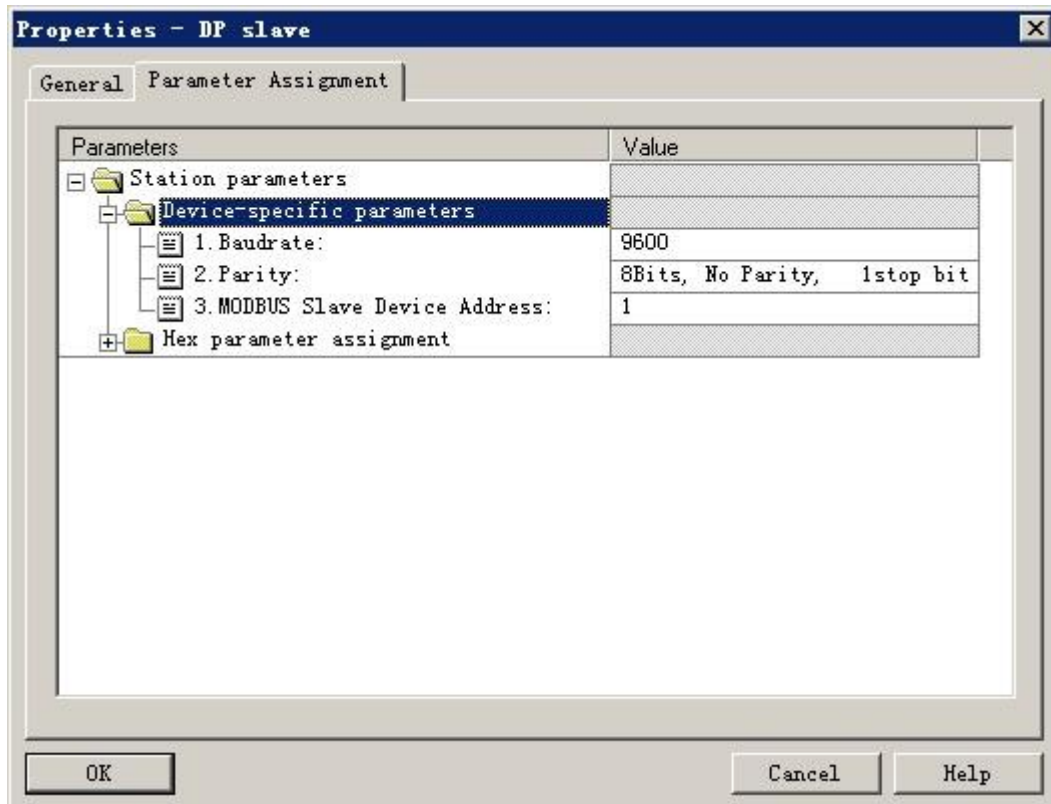 Properties - DP slave
General Parameter Assignment
Parameters Value
Station parameters
Device-specific parameters
1.Baudrate: 9600
2.Parity: 8Bits, No Parity, 1stop bit
3.MODBUS Slave Device Address: 1
Hex parameter assignment
OK Cancel Help